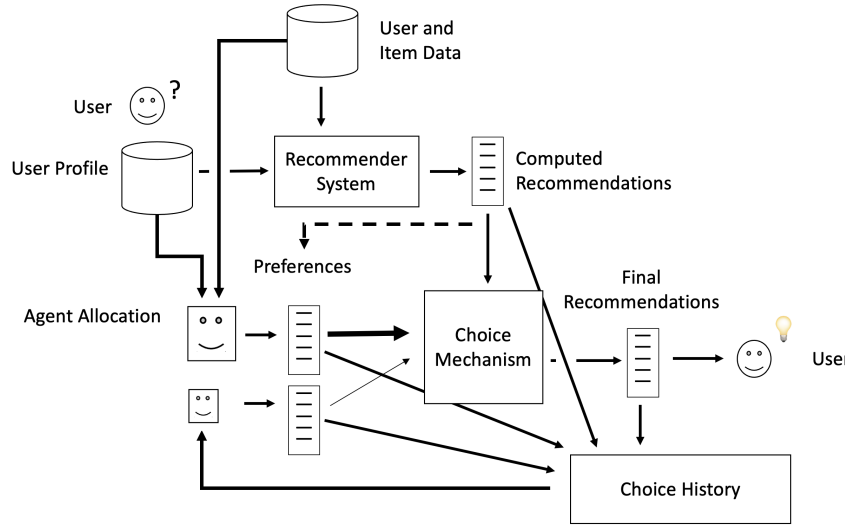 User and
Item Data
?
User
User Profile
Recommender
System
Computed
Recommendations
Preferences
Final
Recommendations
Agent Allocation
Choice
Mechanism
User
Choice History